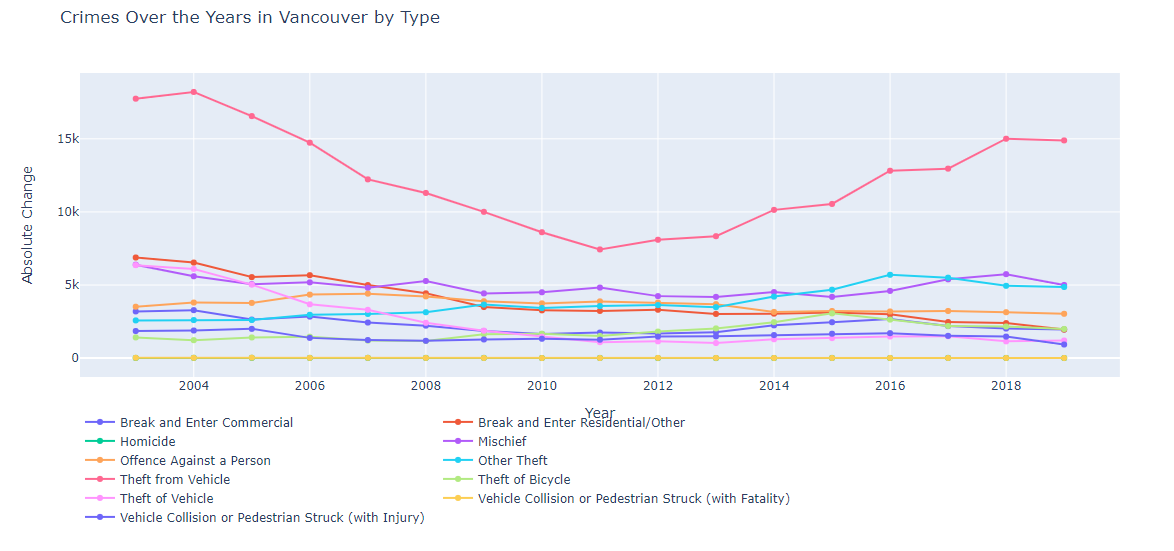 Crimes Over the Years in Vancouver by Type
Absolute Change
15k
10k
5k
0
2004 2006 2008 2010 2012 2014 2016 2018
Year
Break and Enter Commercial Break and Enter Residential/Other
Homicide Mischief
Offence Against a Person Other Theft
Theft from Vehicle Theft of Bicycle
Theft of Vehicle Vehicle Collision or Pedestrian Struck (with Fatality)
Vehicle Collision or Pedestrian Struck (with Injury)